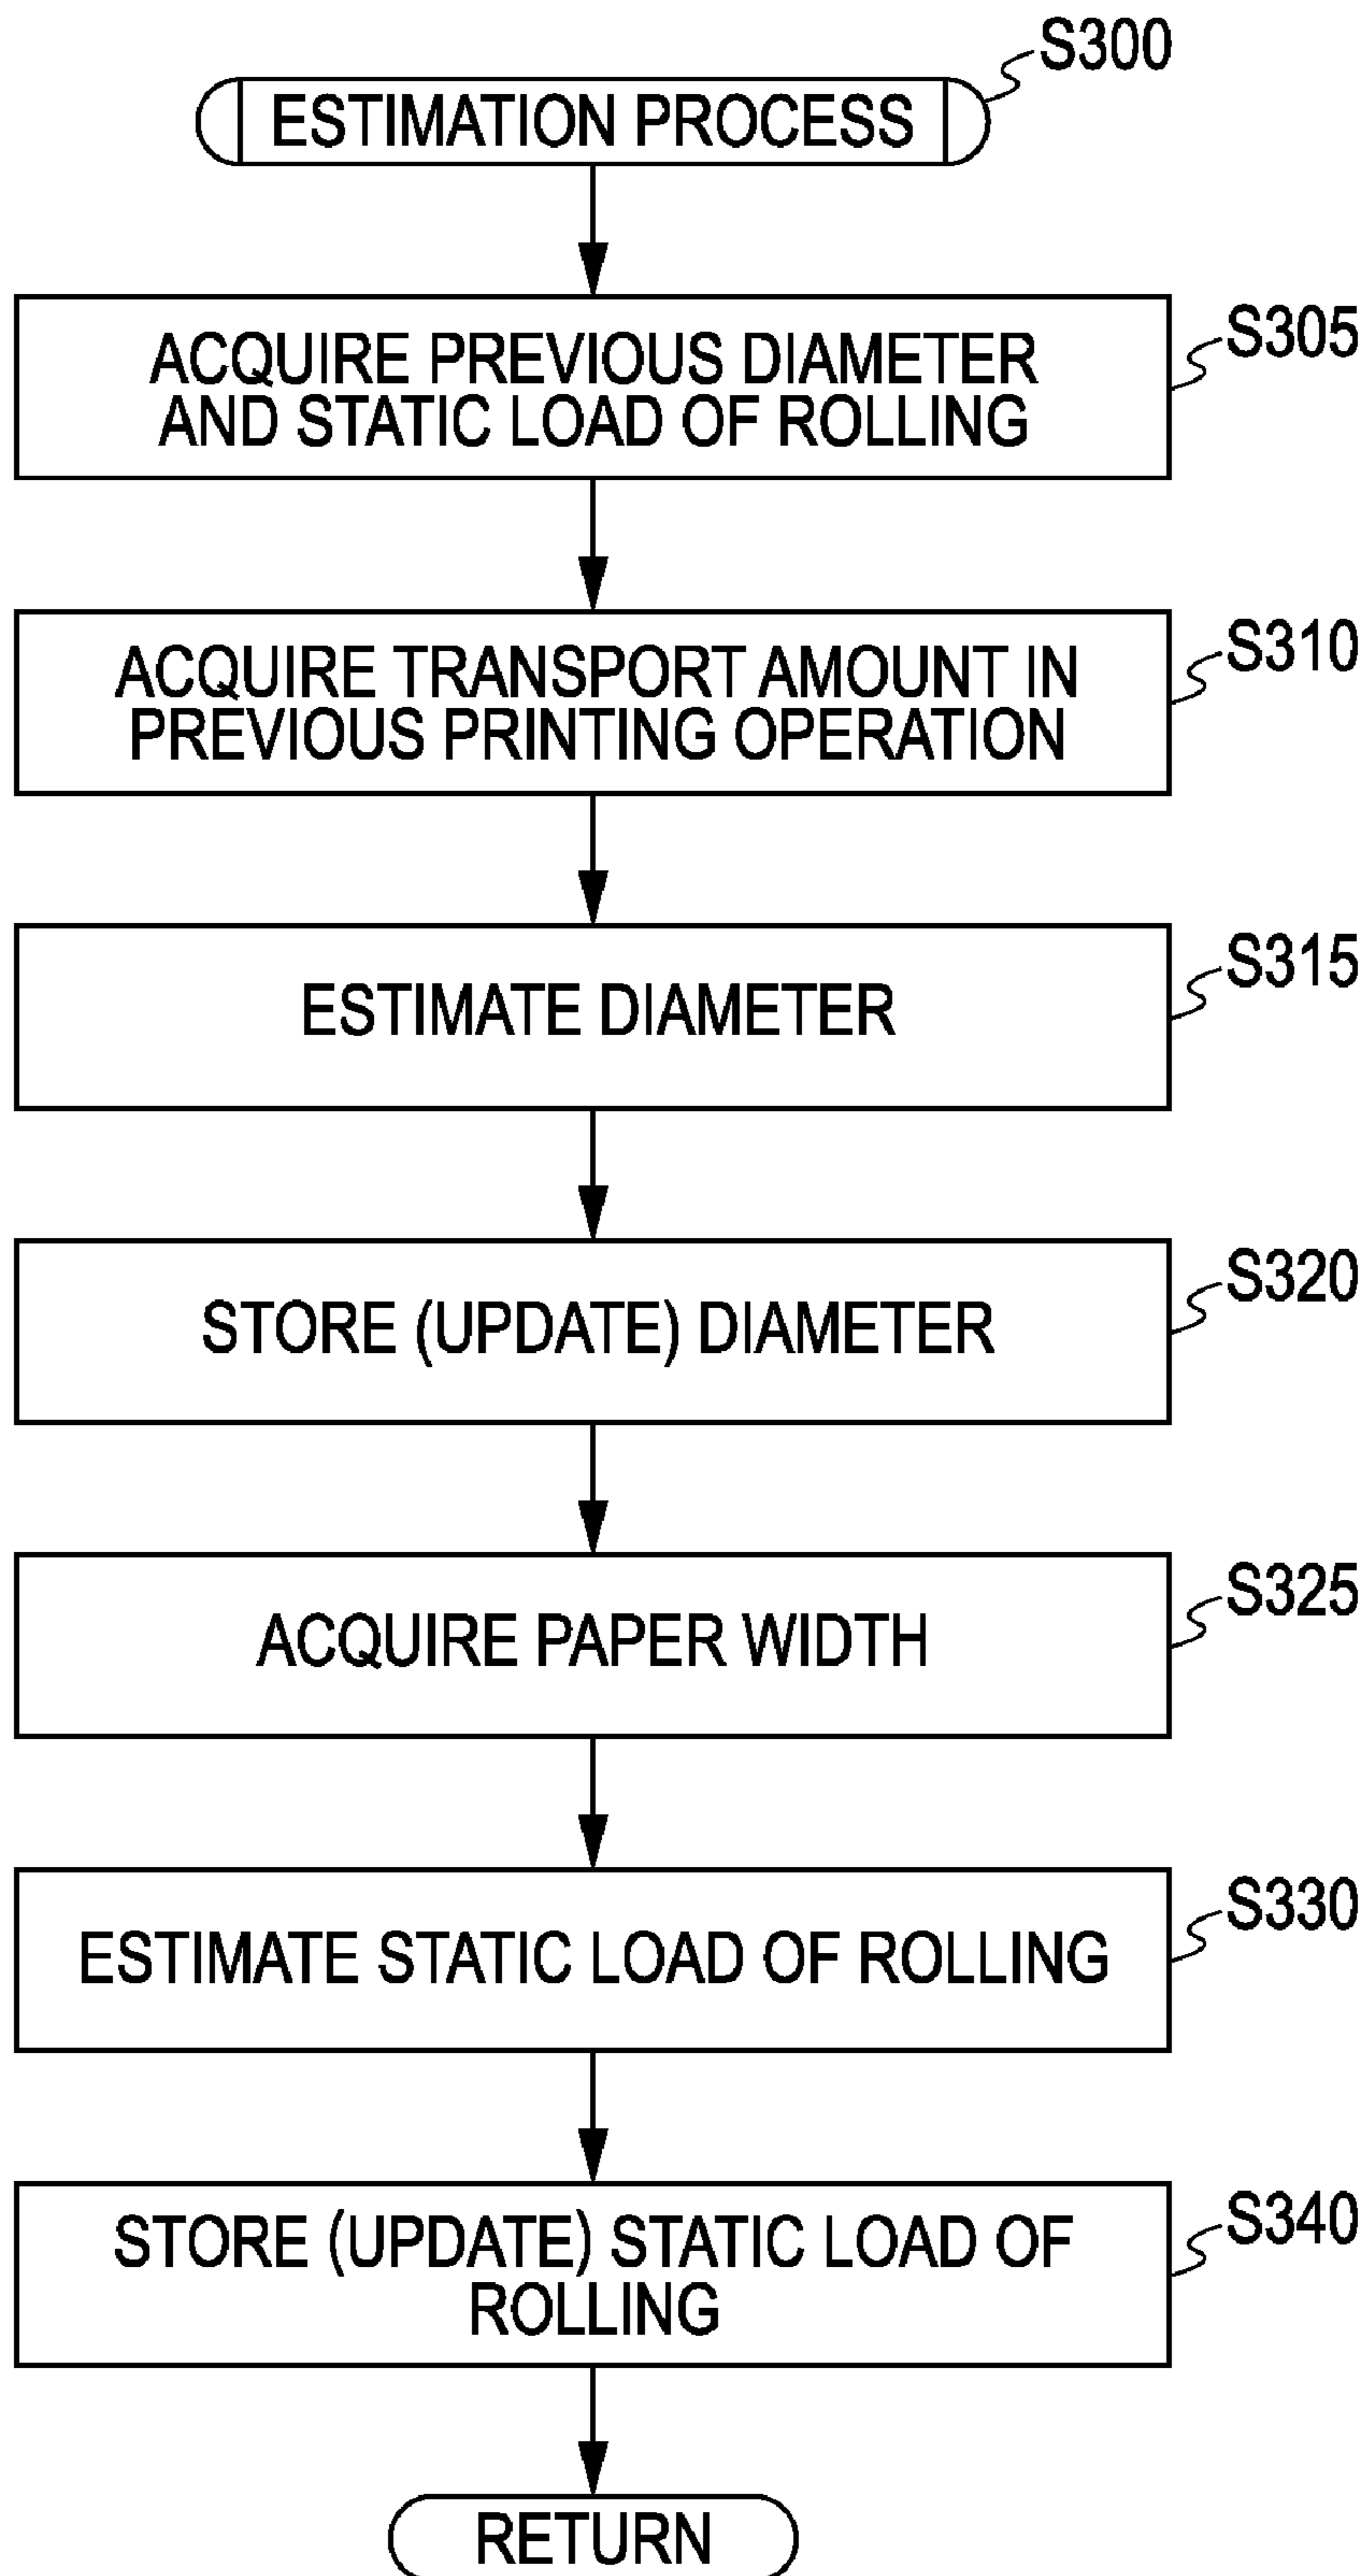 S300
ESTIMATION PROCESS
S305
ACQUIRE PREVIOUS DIAMETER
AND STATIC LOAD OF ROLLING
S310
ACQUIRE TRANSPORT AMOUNT IN
PREVIOUS PRINTING OPERATION
S315
ESTIMATE DIAMETER
S320
STORE (UPDATE) DIAMETER
S325
ACQUIRE PAPER WIDTH
S330
ESTIMATE STATIC LOAD OF ROLLING
S340
STORE (UPDATE) STATIC LOAD OF
ROLLING
RETURN